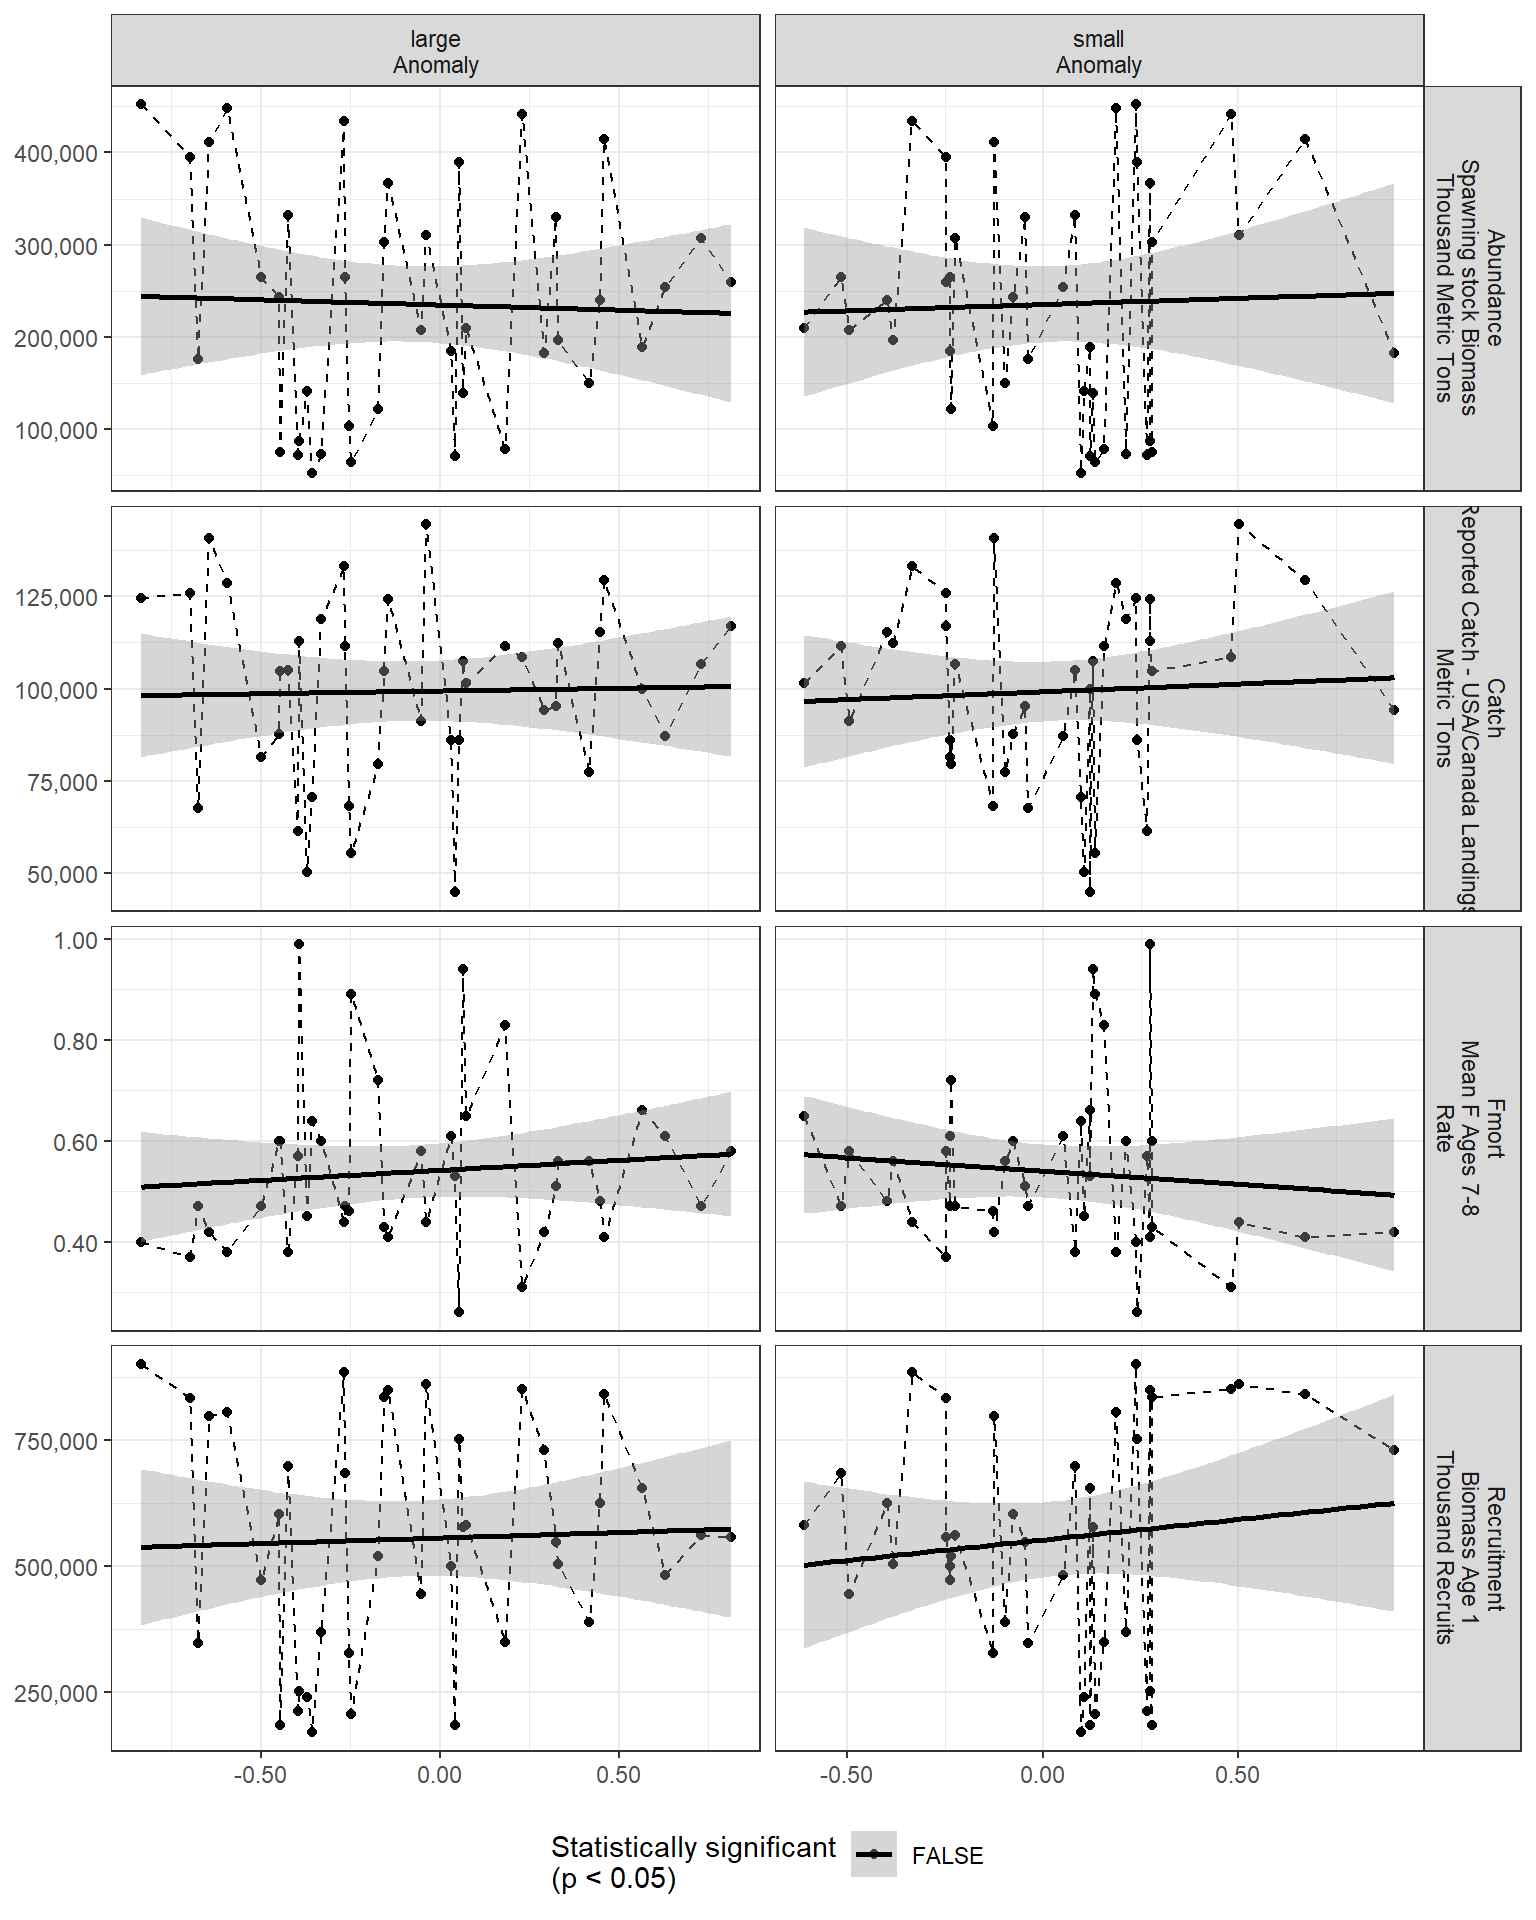 large
Anomaly
small
Anomaly
400,000
300,000
200,000
100,000
Abundance
Spawning stock Biomass
Thousand Metric Tons
125,000
100,000
75,000
50,000
Catch
Reported Catch - USA/Canada Landings
Metric Tons
1.00
0.80
0.60
0.40
Fmort
Mean F Ages 7-8
Rate
750,000
500,000
250,000
Recruitment
Biomass Age 1
Thousand Recruits
-0.50
0.00
0.50
-0.50
0.00
0.50
Statistically significant
(p < 0.05)
FALSE